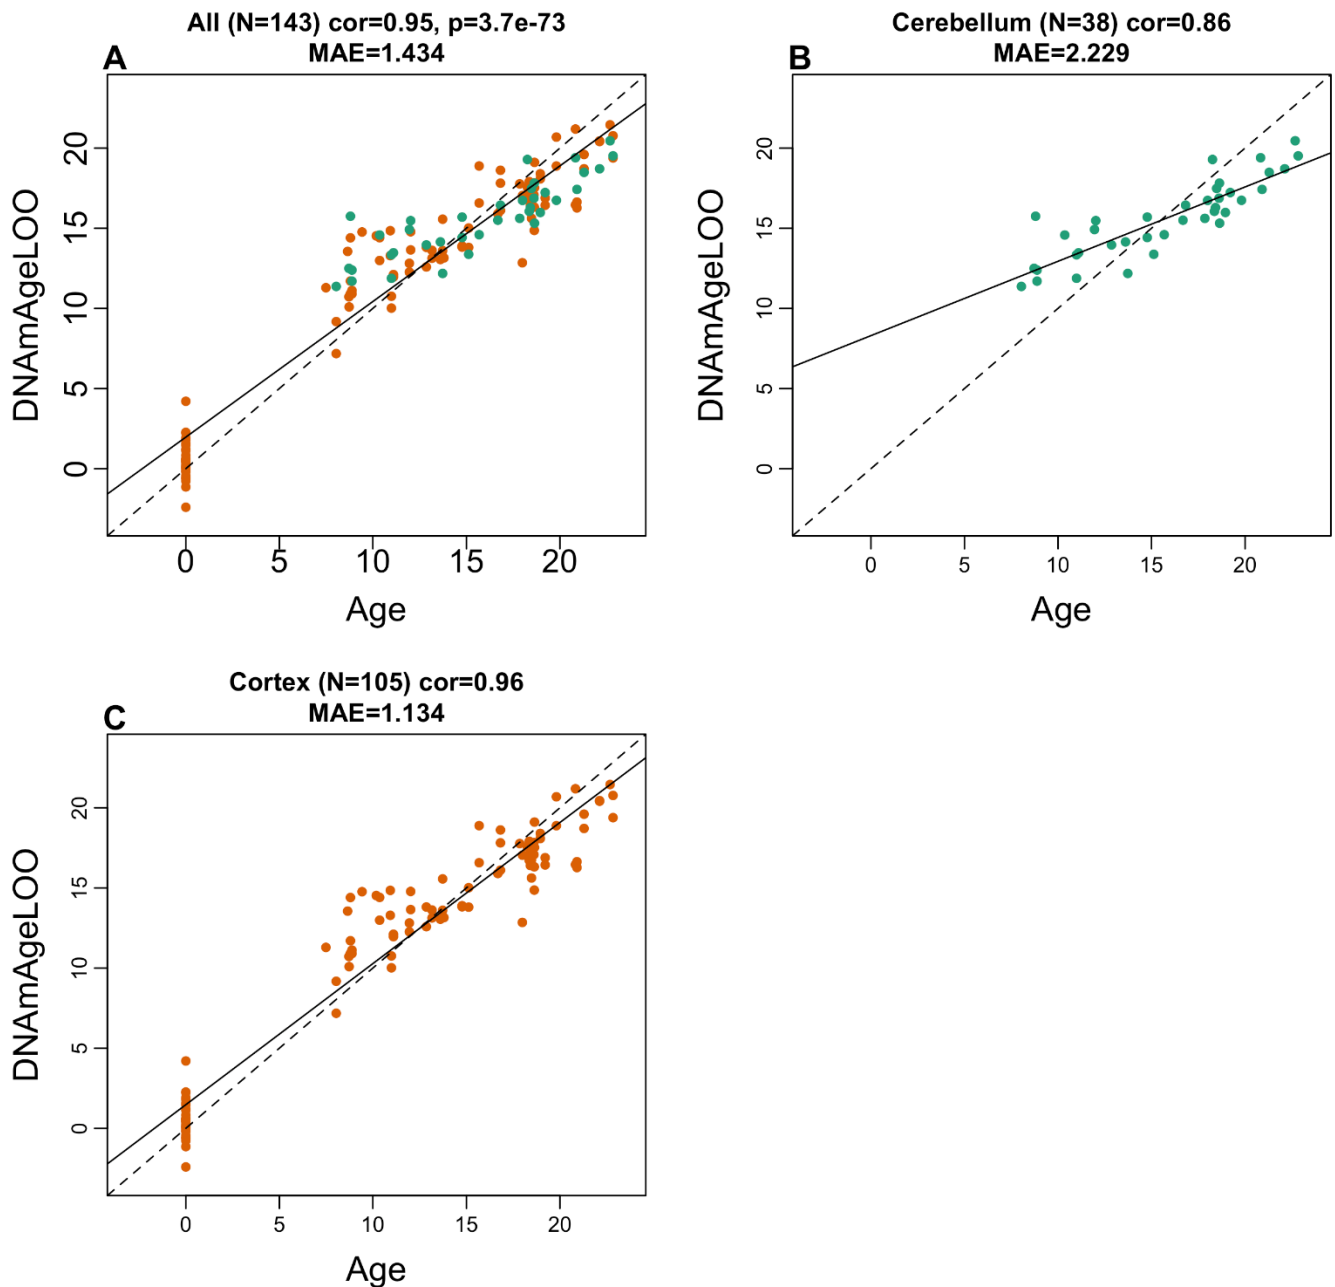 All (N=143) cor=0.95, p=3.7e-73
MAE=1.434
A
DNAmAgeLOO
20
15
10
5
0
0 5 10 15 20
Age
Cerebellum (N=38) cor=0.86
MAE=2.229
B
DNAmAgeLOO
20
15
10
5
0
0 5 10 15 20
Age
Cortex (N=105) cor=0.96
MAE=1.134
C
DNAmAgeLOO
20
15
10
5
0
0 5 10 15 20
Age